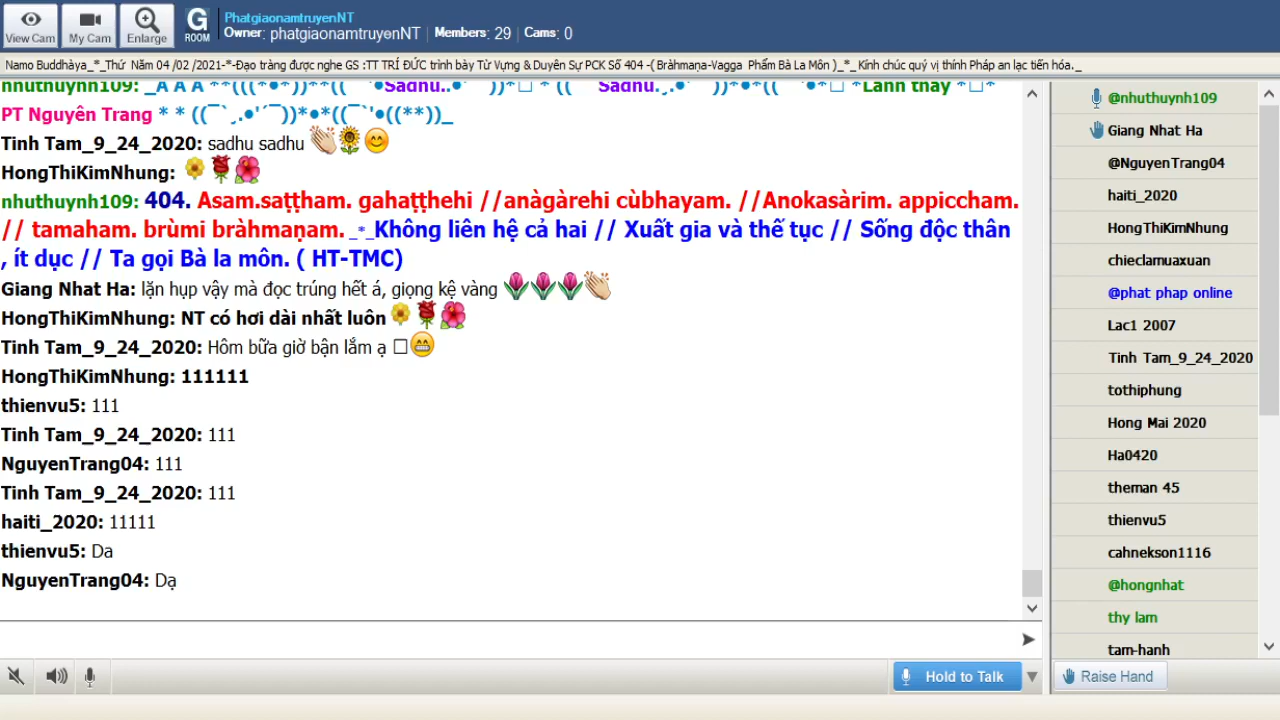 PhatgiaonamtruyenNT
View Cam My Cam Enlarge G ROOM Owner: phatgiaonamtruyenNT Members: 29 Cams: 0
Namo Buddhàya_*_Thứ Năm 04 /02 /2021-*-Đạo tràng được nghe GS :TT TRÍ ĐỨC trình bày Từ Vựng & Duyên Sự PCK Số 404 -( Bràhmaṇa-Vagga Phẩm Bà La Môn )_*_ Kính chúc quý vị thính Pháp an lạc tiến hóa._
PT Nguyên Trang * * ((¯`¸.●'´¯))*●*((¯`'●((**))_
Tinh Tam_9_24_2020: sadhu sadhu 👏🌻😊
HongThiKimNhung: 🌼🌹🌺
nhuthuynh109: 404. Asam.saṭṭham. gahaṭṭhehi //anàgàrehi cùbhayam. //Anokasàrim. appiccham.
// tamaham. brùmi bràhmaṇam. _*_Không liên hệ cả hai // Xuất gia và thế tục // Sống độc thân
, ít dục // Ta gọi Bà la môn. ( HT-TMC)
Giang Nhat Ha: lặn hụp vậy mà đọc trúng hết á, giọng kệ vàng 🌷🌷🌷👏
HongThiKimNhung: NT có hơi dài nhất luôn 🌼🌹🌺
Tinh Tam_9_24_2020: Hôm bữa giờ bận lắm ạ □😁
HongThiKimNhung: 111111
thienvu5: 111
Tinh Tam_9_24_2020: 111
NguyenTrang04: 111
Tinh Tam_9_24_2020: 111
haiti_2020: 11111
thienvu5: Da
NguyenTrang04: Dạ
@nhuthuynh109
Giang Nhat Ha
@NguyenTrang04
haiti_2020
HongThiKimNhung
chieclamuaxuan
@phat phap online
Lac1 2007
Tinh Tam_9_24_2020
tothiphung
Hong Mai 2020
Ha0420
theman 45
thienvu5
cahnekson1116
@hongnhat
thy lam
tam-hanh
Hold to Talk
Raise Hand